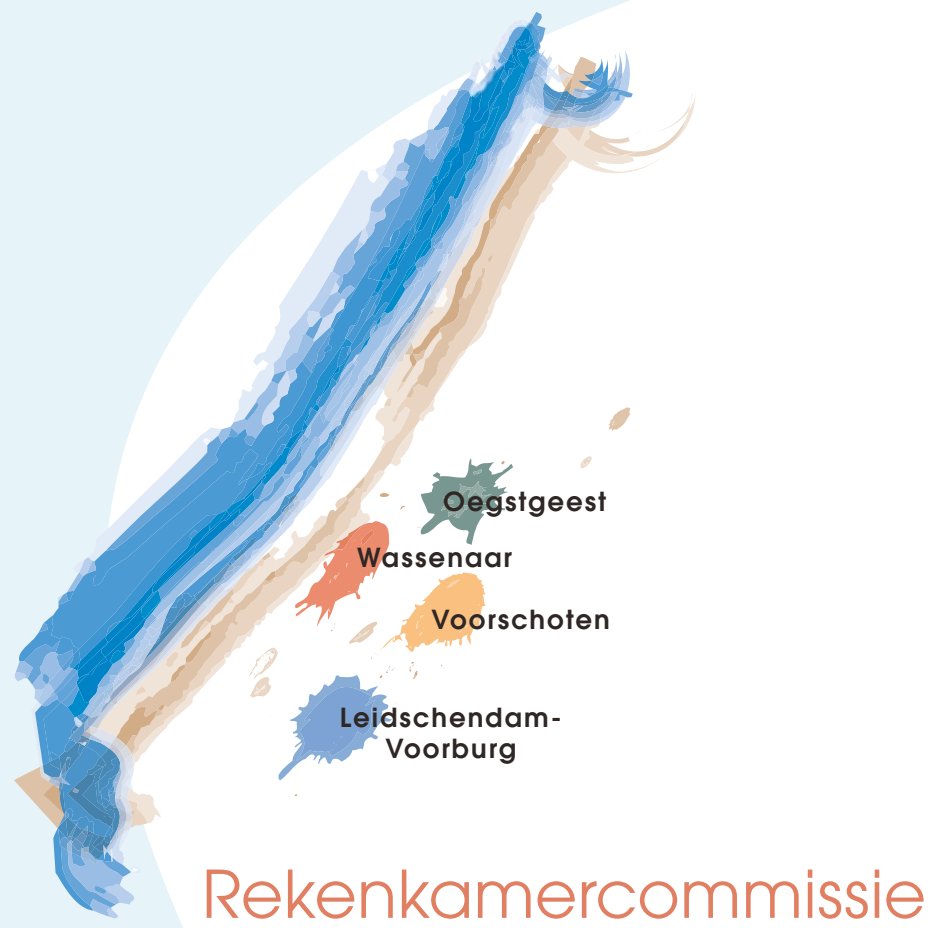 Oegstgeest
Wassenaar
Voorschoten
Leidschendam-
Voorburg
Rekenkamercommissie